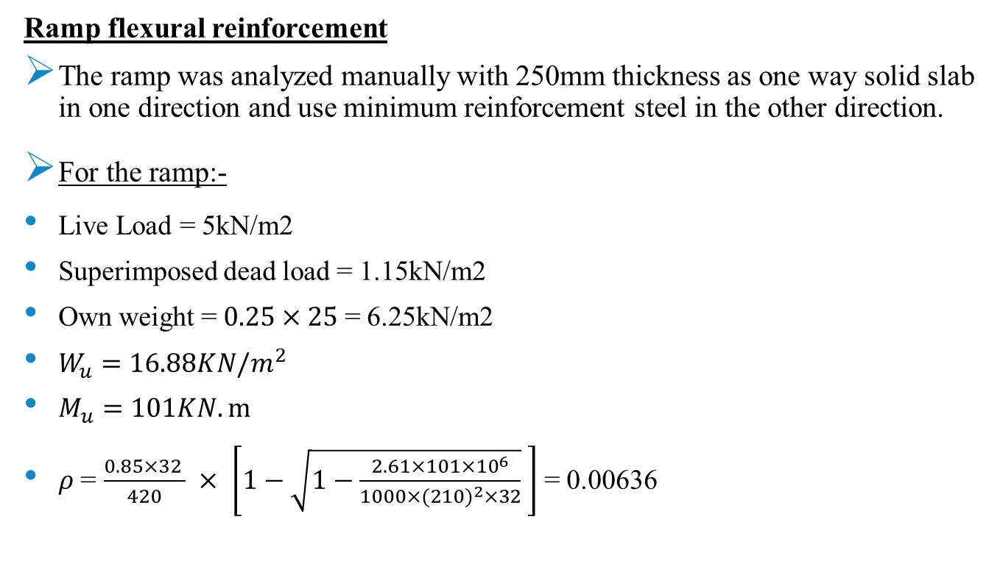 Ramp flexural reinforcement
The ramp was analyzed manually with 250mm thickness as one way solid slab
in one direction and use minimum reinforcement steel in the other direction.
For the ramp:-
Live Load = 5kN/m2
Superimposed dead load = 1.15kN/m2
Own weight = 0.25 × 25 = 6.25kN/m2
W_u = 16.88KN/m²
M_u = 101KN.m
ρ = 0.85×32/420 × [1 − √(1 − 2.61×101×10⁶/1000×(210)²×32)] = 0.00636